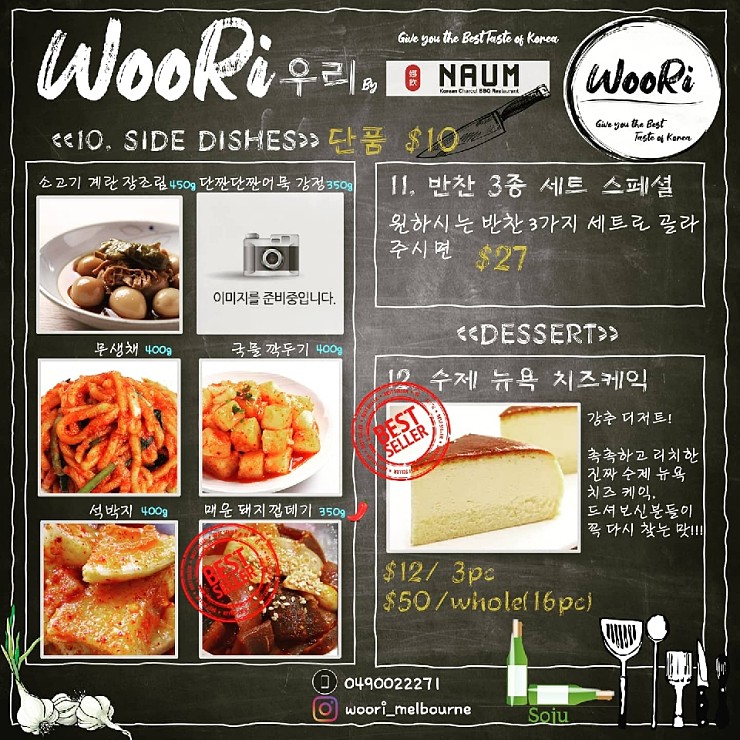 WooRi 우리 By
Give you the Best Taste of Korea
NAUM
Korean Charcol BBQ Restaurant
WooRi
Give you the Best
Taste of Korea
<<10. SIDE DISHES>> 단품 $10
소고기 계란 장조림 450g
단짠단짠어묵 강정 350g
이미지를 준비중입니다.
무생채 400g
국물 깍두기 400g
석박지 400g
매운 돼지껍데기 350g
BEST SELLER
11. 반찬 3종 세트 스페셜
원하시는 반찬 3가지 세트로 골라
주시면 $27
<<DESSERT>>
12. 수제 뉴욕 치즈케익
BEST SELLER
강춘 디저트!
촉촉하고 리치한
진짜 수제 뉴욕
치즈 케익.
드셔보신분들이
꼭 다시 찾는 맛!!!
$12/ 3pc
$50/whole(16pc)
0490022271
woori_melbourne
Soju